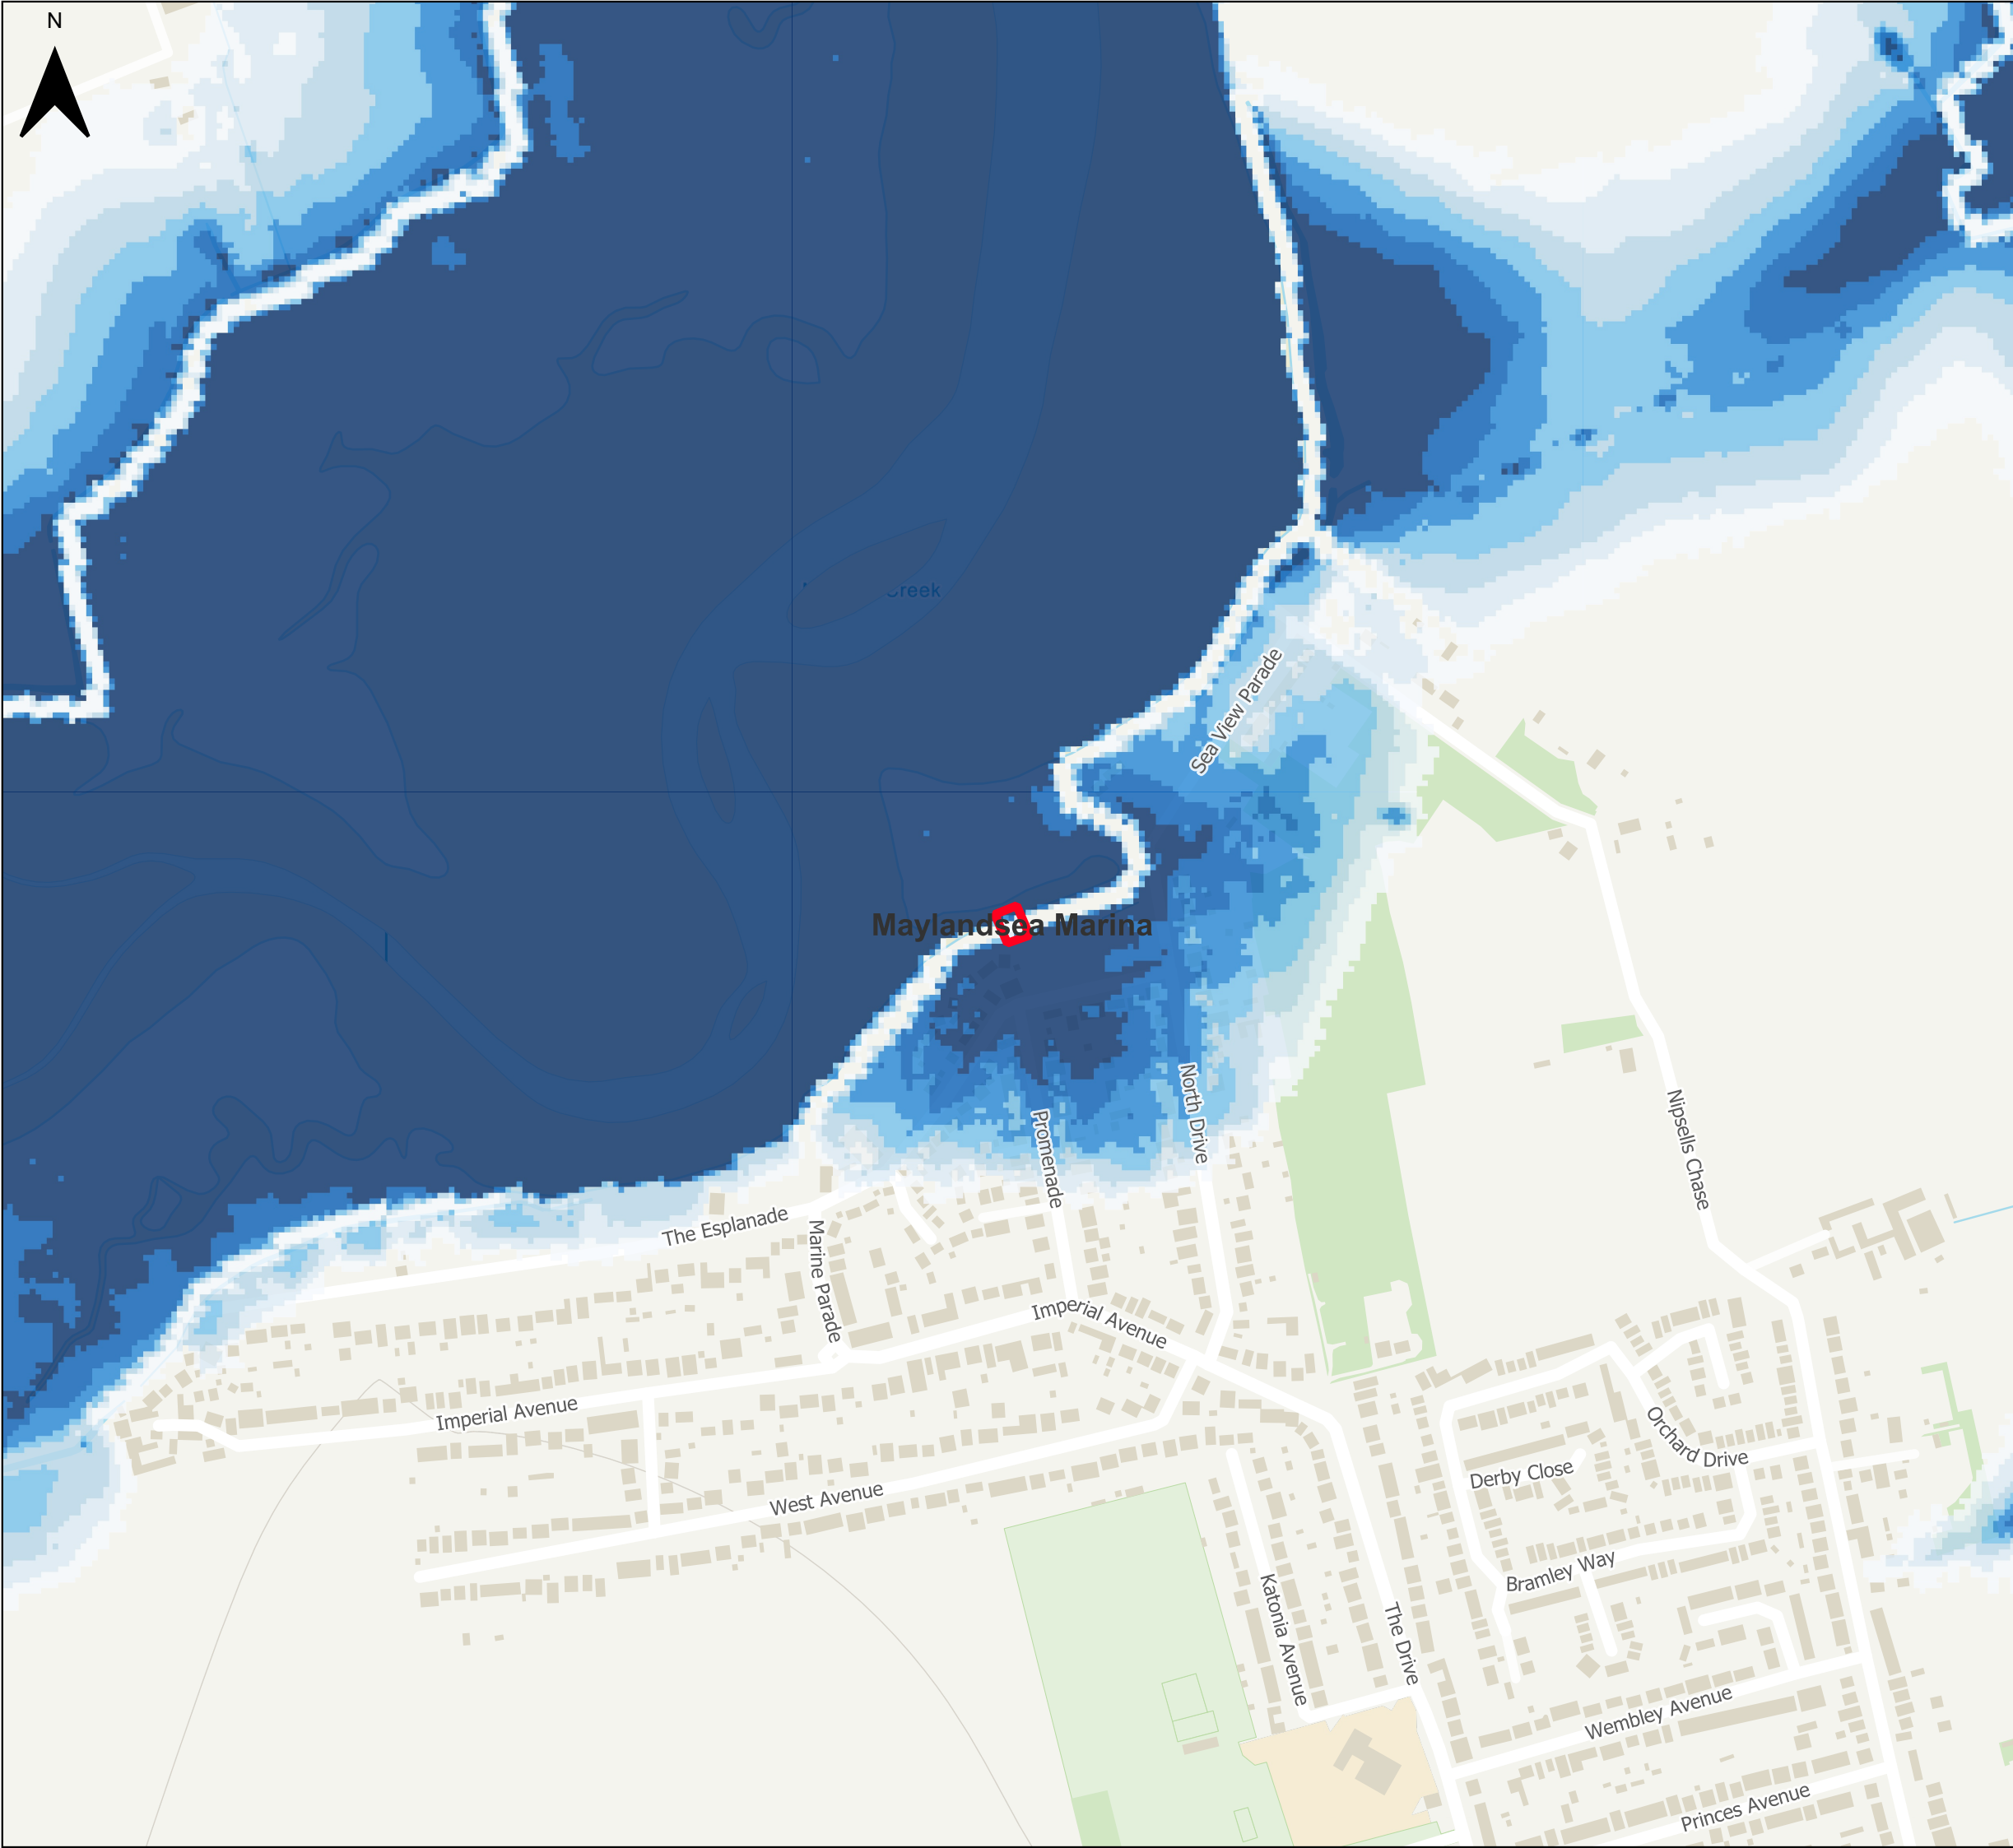 N
Creek
Sea View Parade
Maylandsea Marina
North Drive
Promenade
Nipsells Chase
The Esplanade
Marine Parade
Imperial Avenue
Imperial Avenue
Orchard Drive
Derby Close
West Avenue
Bramley Way
Katonia Avenue
The Drive
Wembley Avenue
Princes Avenue